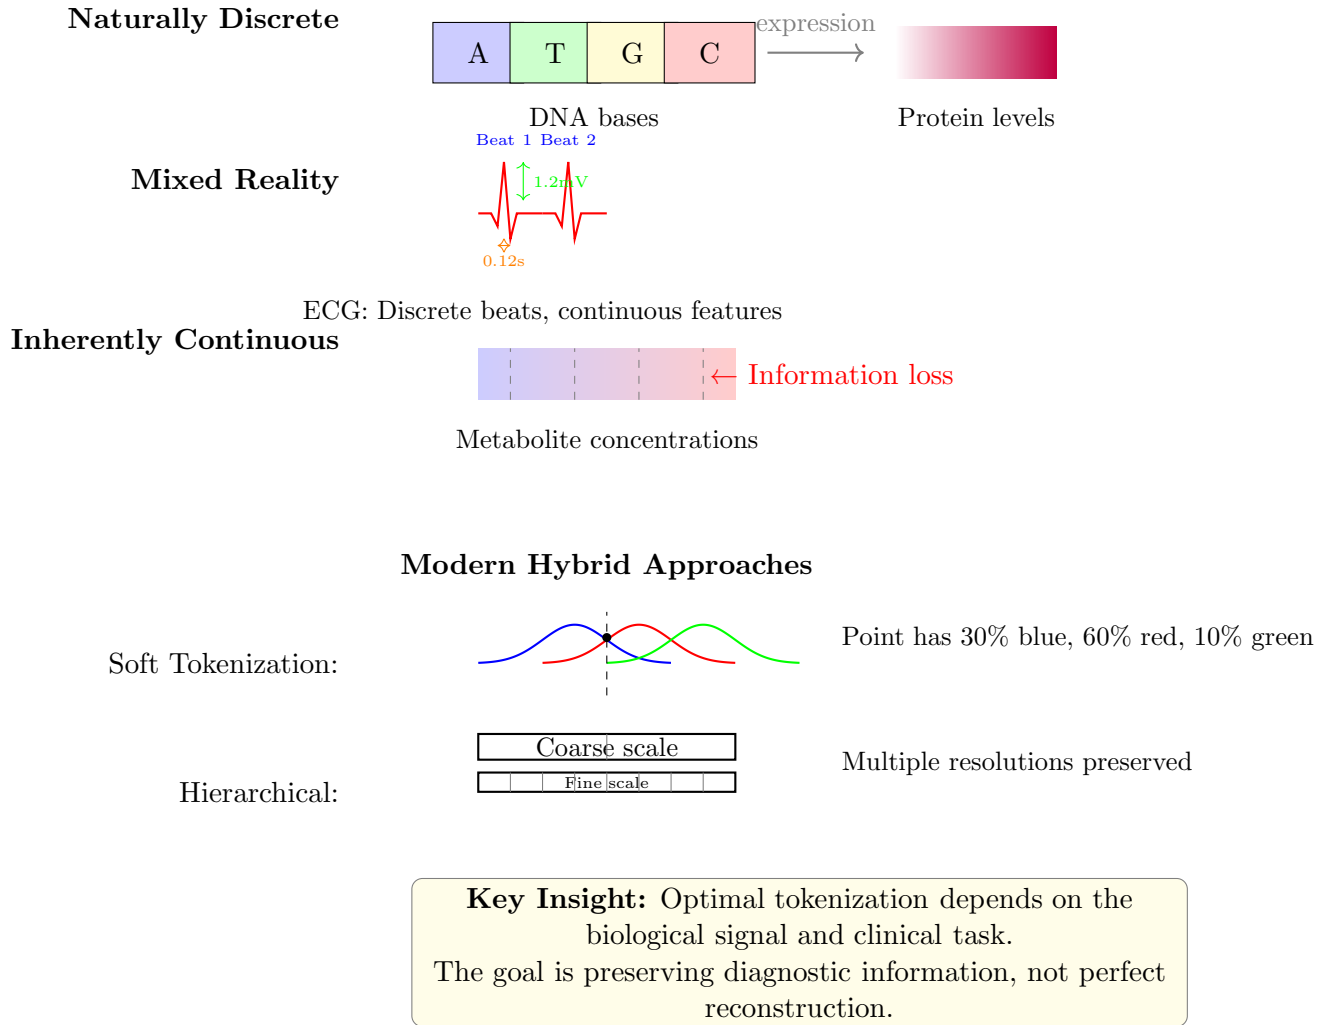 Naturally Discrete
A T G C
expression
DNA bases
Protein levels
Beat 1 Beat 2
Mixed Reality
1.2mV
0.12s
ECG: Discrete beats, continuous features
Inherently Continuous
← Information loss
Metabolite concentrations
Modern Hybrid Approaches
Soft Tokenization:
Point has 30% blue, 60% red, 10% green
Hierarchical:
Coarse scale
Fine scale
Multiple resolutions preserved
Key Insight: Optimal tokenization depends on the
biological signal and clinical task.
The goal is preserving diagnostic information, not perfect
reconstruction.